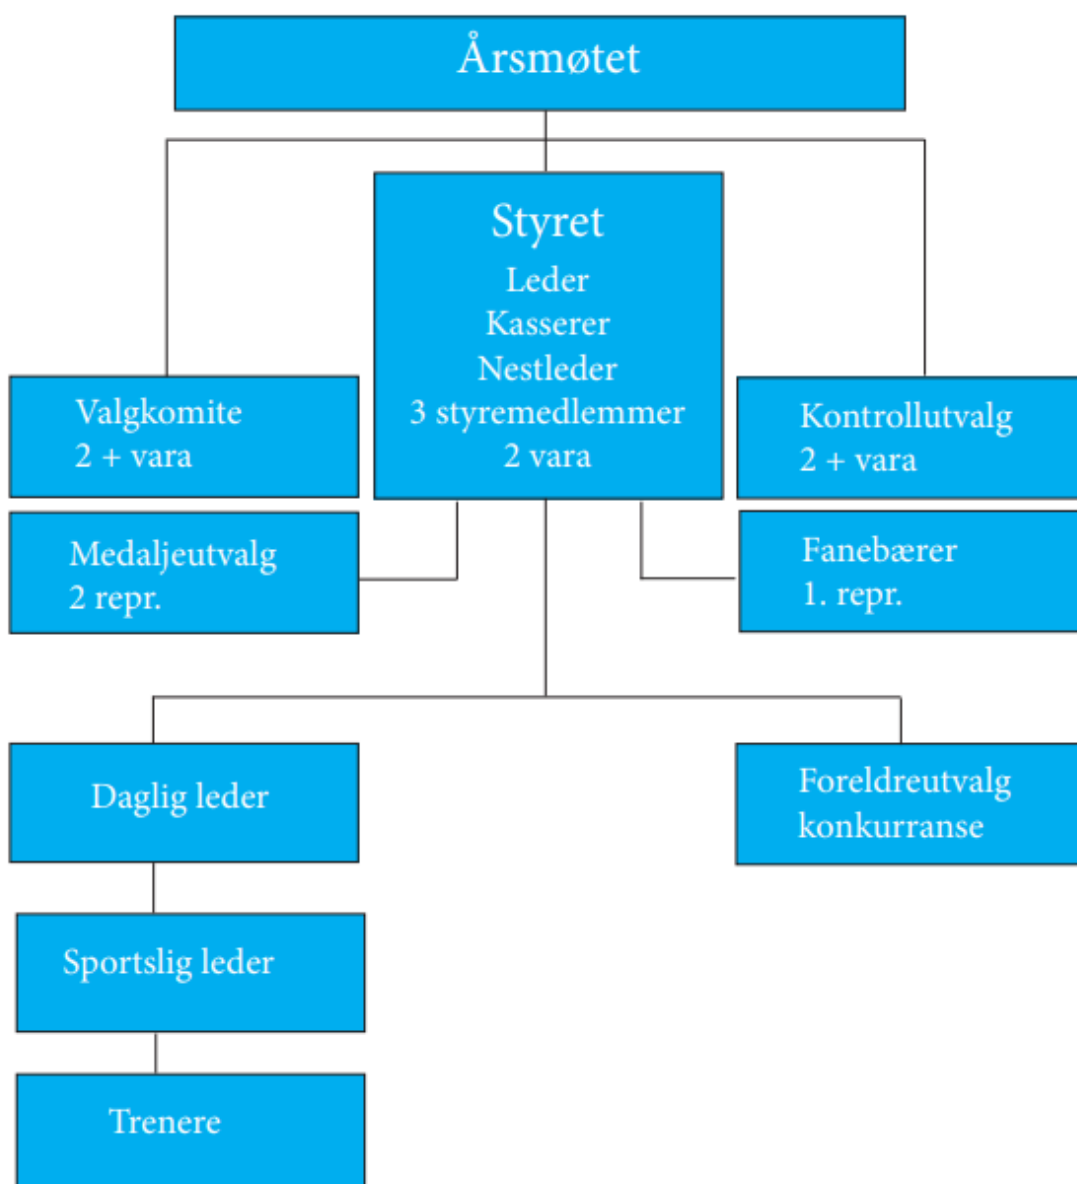 Årsmøtet
Styret
Leder
Kasserer
Nestleder
3 styremedlemmer
2 vara
Valgkomite
2 + vara
Kontrollutvalg
2 + vara
Medaljeutvalg
2 repr.
Fanebærer
1. repr.
Daglig leder
Foreldreutvalg
konkurranse
Sportslig leder
Trenere